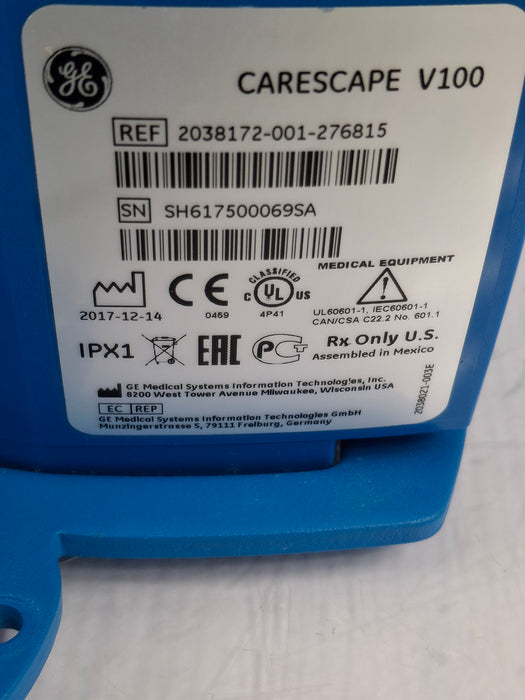 GE
CARESCAPE V100
REF 2038172-001-276815
SN SH617500069SA
2017-12-14
CE
0459
CLASSIFIED
C UL US
4P41
MEDICAL EQUIPMENT
UL60601-1, IEC60601-1
CAN/CSA C22.2 No. 601.1
IPX1
EAC
PCT
Rx Only U.S.
Assembled in Mexico
GE Medical Systems Information Technologies, Inc.
8200 West Tower Avenue Milwaukee, Wisconsin USA
EC REP
GE Medical Systems Information Technologies GmbH
Munzingerstrasse 5, 79111 Freiburg, Germany
2038021-003E